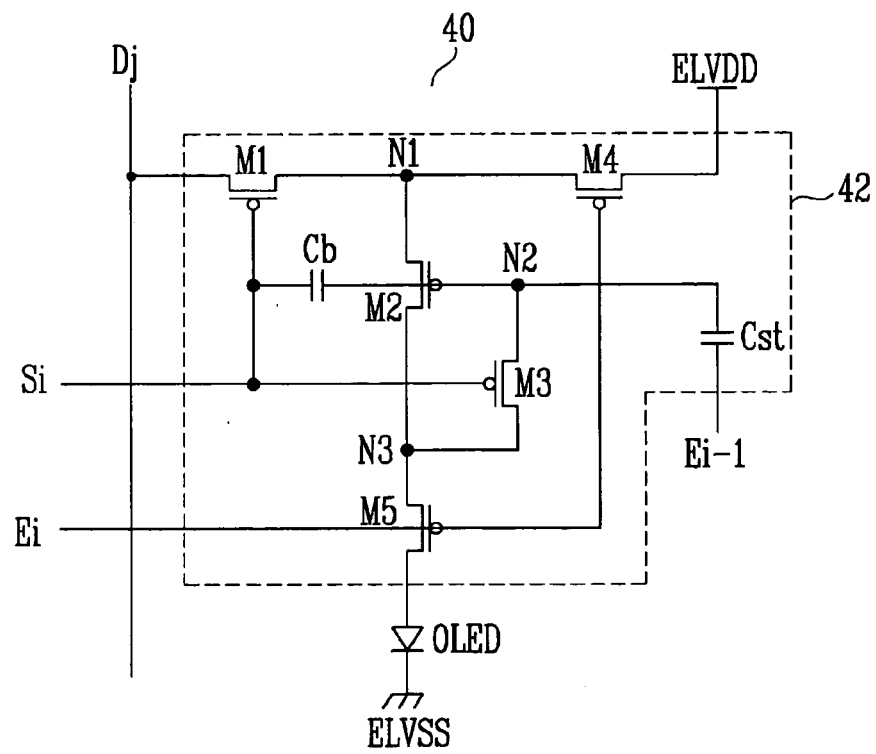 40
Dj
ELVDD
M1
N1
M4
42
Cb
N2
M2
Cst
Si
M3
N3
Ei-1
M5
Ei
OLED
ELVSS